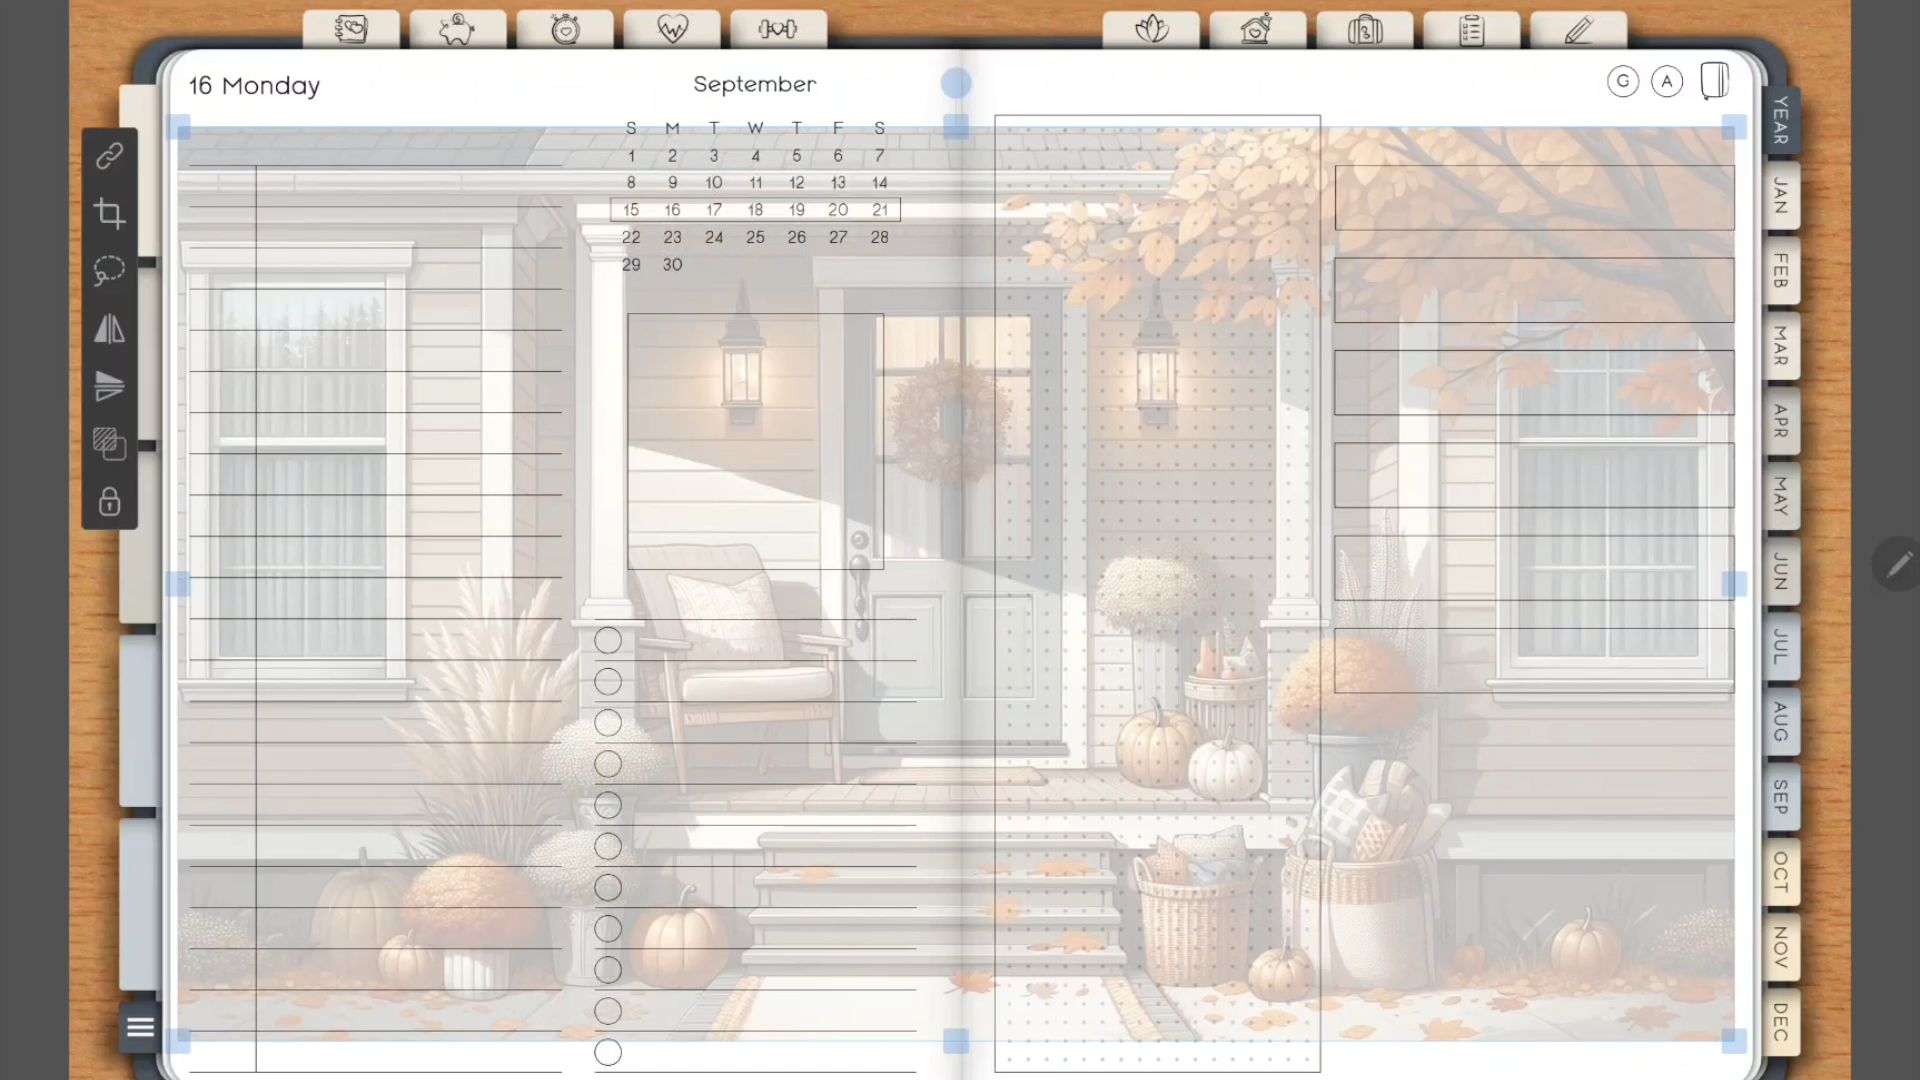 16 Monday
September
G A
S M T W T F S
1 2 3 4 5 6 7
8 9 10 11 12 13 14
15 16 17 18 19 20 21
22 23 24 25 26 27 28
29 30
YEAR
JAN
FEB
MAR
APR
MAY
JUN
JUL
AUG
SEP
OCT
NOV
DEC